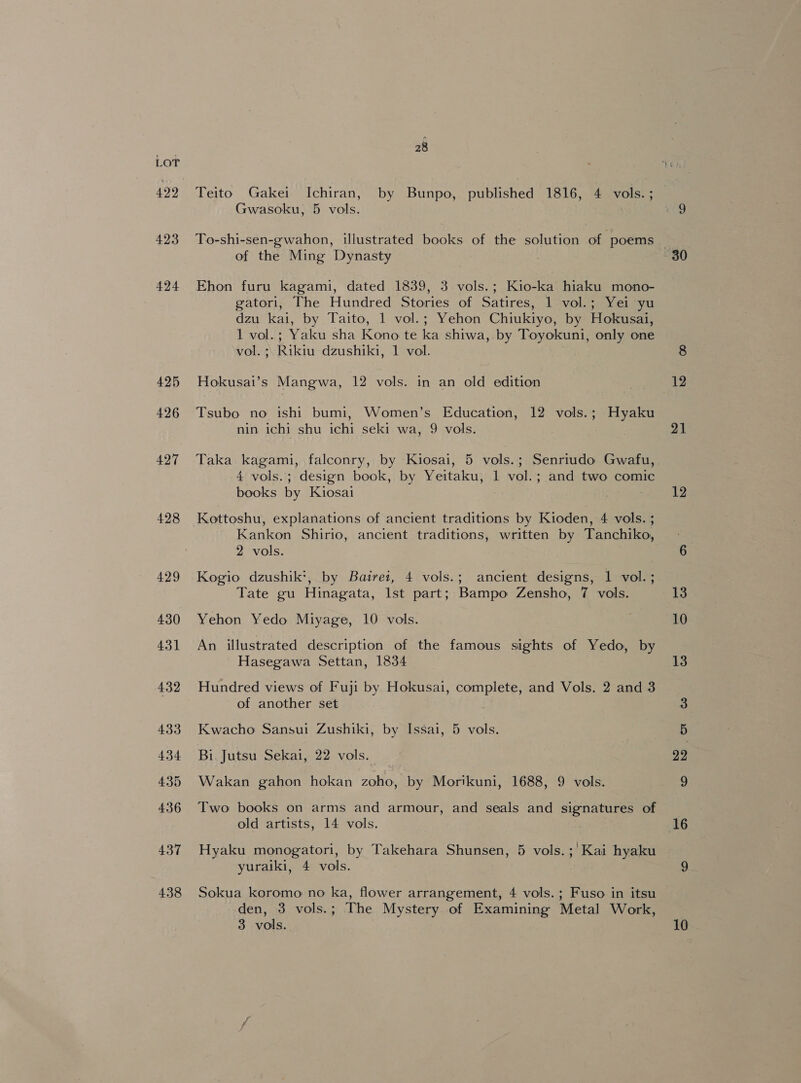 28
LOT
422 Teito Gakei Ichiran, by Bunpo, published 1816, 4 vols. ;
Gwasoku, 5 vols. 9
423 To-shi-sen-gwahon, illustrated books of the solution of poems
of the Ming Dynasty 30
424 Ehon furu kagami, dated 1839, 3 vols. ; Kio-ka hiaku mono-
gatori, The Hundred Stories of Satires, 1 vol. ; Yei yu
dzu kai, by Taito, 1 vol. ; Yehon Chiukiyo, by Hokusai,
1 vol. ; Yaku sha Kono te ka shiwa, by Toyokuni, only one
vol. ; Rikiu dzushiki, 1 vol. 8
425 Hokusai's Mangwa, 12 vols. in an old edition 12
426 Tsubo no ishi bumi, Women's Education, 12 vols. ; Hyaku
nin ichi shu ichi seki wa, 9 vols. 21
427 Taka kagami, falconry, by Kiosai, 5 vols. ; Senriudo Gwafu,
4 vols. ; design book, by Yeitaku, 1 vol. ; and two comic
books by Kiosai 12
428 Kottoshu, explanations of ancient traditions by Kioden, 4 vols. ;
Kankon Shirio, ancient traditions, written by Tanchiko,
2 vols. 6
429 Kogio dzushik', by Bairei, 4 vols. ; ancient designs, 1 vol. ;
Tate gu Hinagata, 1st part; Bampo Zensho, 7 vols. 13
430 Yehon Yedo Miyage, 10 vols. 10
431 An illustrated description of the famous sights of Yedo, by
Hasegawa Settan, 1834 13
432 Hundred views of Fuji by Hokusai, complete, and Vols. 2 and 3
of another set 3
433 Kwacho Sansui Zushiki, by Issai, 5 vols. 5
434 Bi Jutsu Sekai, 22 vols. 22
435 Wakan gahon hokan zoho, by Morikuni, 1688, 9 vols. 9
436 Two books on arms and armour, and seals and signatures of
old artists, 14 vols. 16
437 Hyaku monogatori, by Takehara Shunsen, 5 vols. ; Kai hyaku
yuraiki, 4 vols. 9
438 Sokua koromo no ka, flower arrangement, 4 vols. ; Fuso in itsu
den, 3 vols. ; The Mystery of Examining Metal Work,
3 vols. 10